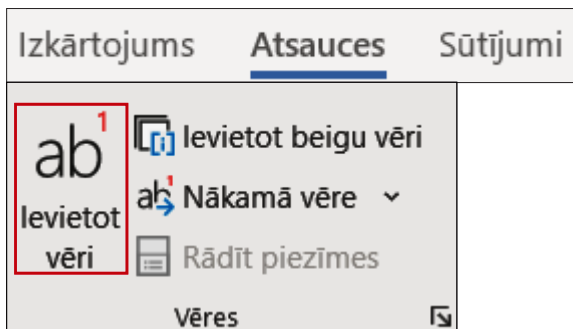 Izkārtojums Atsauces Sūtījumi
ab1
Ievietot vēri
Ievietot beigu vēri
ab1 Nākamā vēre
Rādīt piezīmes
Vēres